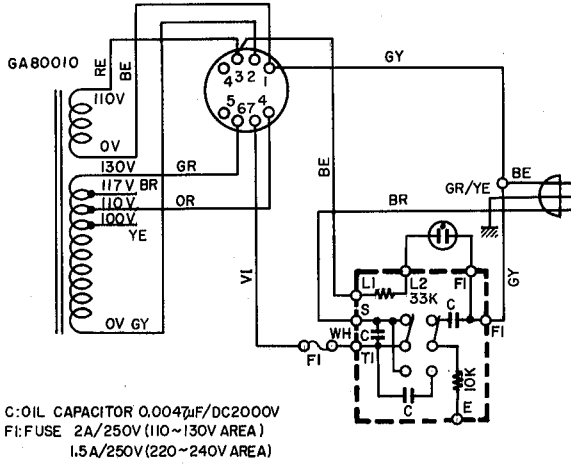 GA80010
RE
BE
110V
0V
130V
GR
117V BR
110V
OR
100V
YE
0V GY
4 3 2 1
5 6 7 4
GY
BE
GR/YE
BE
BR
VI
GY
L1
L2
F1
33K
S
C
C
WH
T1
F1
F1
10K
C
E
C:OIL CAPACITOR 0.0047μF/DC2000V
F1:FUSE 2A/250V (110~130V AREA)
1.5A/250V (220~240V AREA)